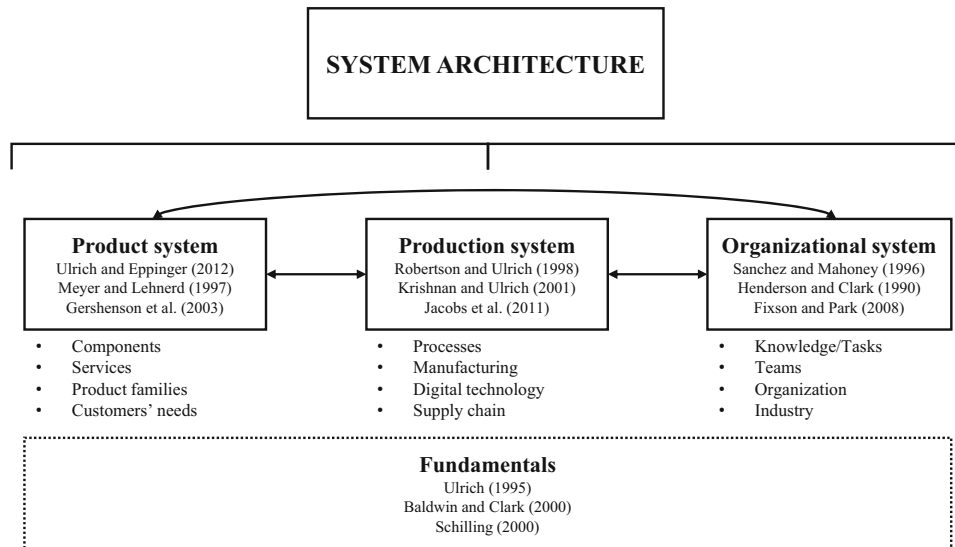 SYSTEM ARCHITECTURE
Product system
Ulrich and Eppinger (2012)
Meyer and Lehnerd (1997)
Gershenson et al. (2003)
Production system
Robertson and Ulrich (1998)
Krishnan and Ulrich (2001)
Jacobs et al. (2011)
Organizational system
Sanchez and Mahoney (1996)
Henderson and Clark (1990)
Fixson and Park (2008)
• Components
• Services
• Product families
• Customers’ needs
• Processes
• Manufacturing
• Digital technology
• Supply chain
• Knowledge/Tasks
• Teams
• Organization
• Industry
Fundamentals
Ulrich (1995)
Baldwin and Clark (2000)
Schilling (2000)